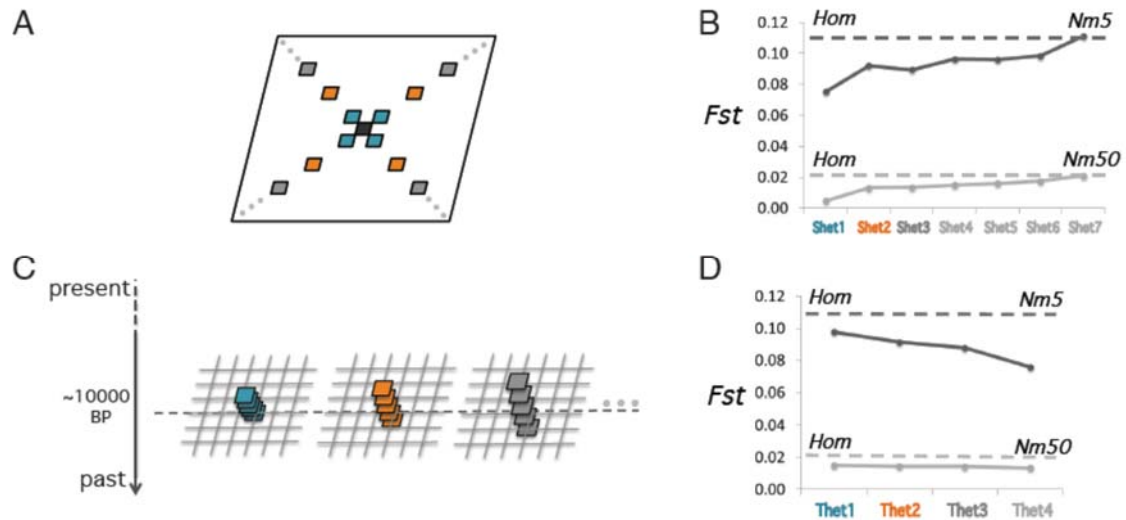 A
B
0.12
Hom
Nm5
0.10
0.08
Fst
0.06
0.04
Hom
Nm50
0.02
0.00
Shet1 Shet2 Shet3 Shet4 Shet5 Shet6 Shet7
C
present
~10000
BP
past
D
0.12
Hom
Nm5
0.10
0.08
Fst
0.06
0.04
Hom
Nm50
0.02
0.00
Thet1 Thet2 Thet3 Thet4